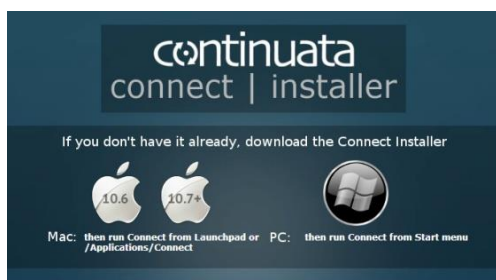 continuata
connect | installer
If you don't have it already, download the Connect Installer
10.6 10.7+
Mac: then run Connect from Launchpad or
/Applications/Connect
PC: then run Connect from Start menu